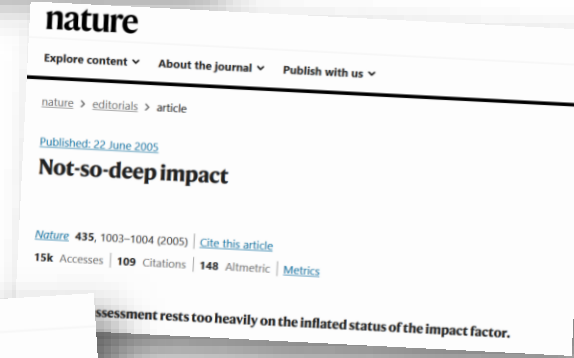 nature
Explore content About the journal Publish with us
nature > editorials > article
Published: 22 June 2005
Not-so-deep impact
Nature 435, 1003–1004 (2005) | Cite this article
15k Accesses | 109 Citations | 148 Altmetric | Metrics
rests too heavily on the inflated status of the impact factor.